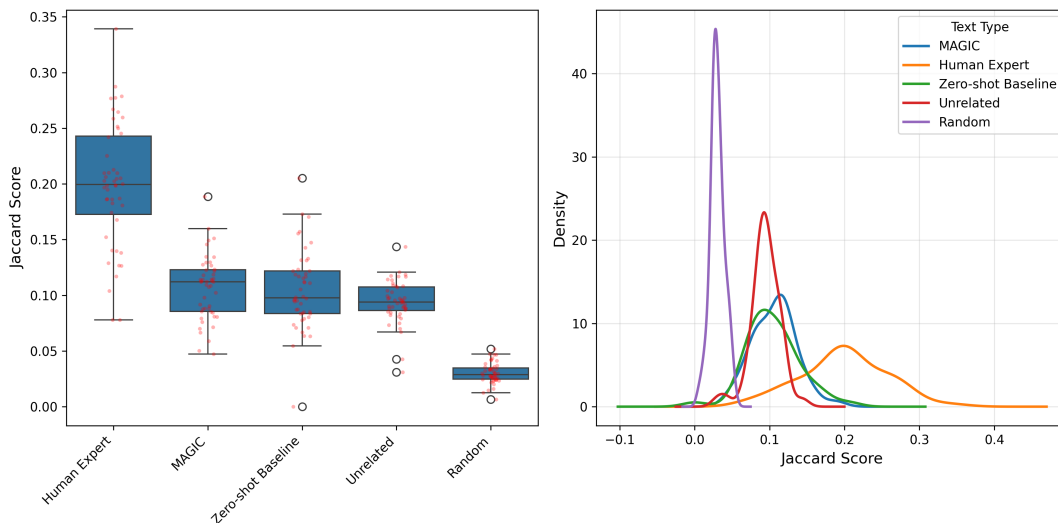 0.35
0.30
0.25
0.20
0.15
0.10
0.05
0.00
Jaccard Score
Human Expert
MAGIC
Zero-shot Baseline
Unrelated
Random
Text Type
MAGIC
Human Expert
Zero-shot Baseline
Unrelated
Random
40
30
20
10
0
Density
−0.1 0.0 0.1 0.2 0.3 0.4
Jaccard Score